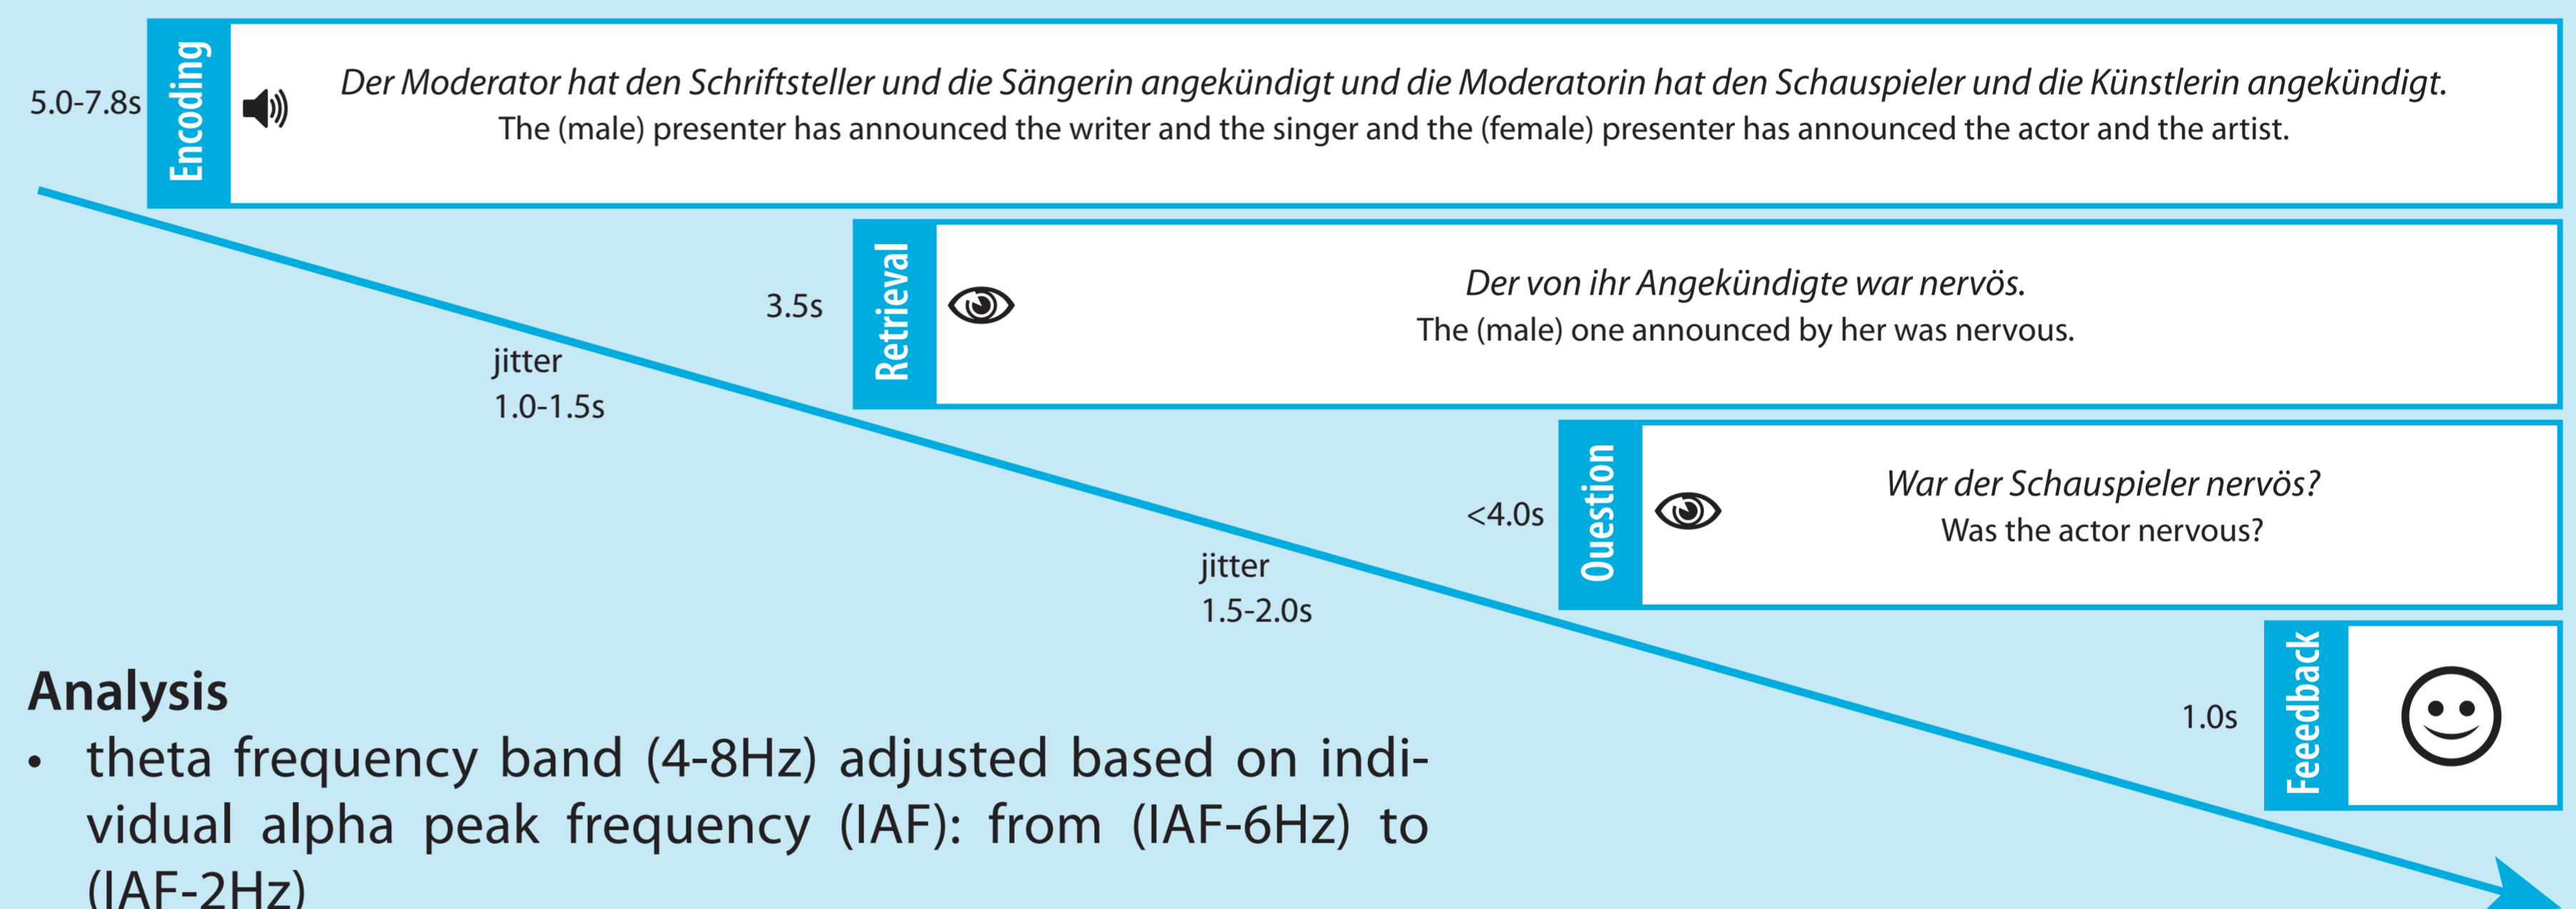 5.0-7.8s
Encoding
Der Moderator hat den Schriftsteller und die Sängerin angekündigt und die Moderatorin hat den Schauspieler und die Künstlerin angekündigt.
The (male) presenter has announced the writer and the singer and the (female) presenter has announced the actor and the artist.
jitter
1.0-1.5s
3.5s
Retrieval
Der von ihr Angekündigte war nervös.
The (male) one announced by her was nervous.
jitter
1.5-2.0s
<4.0s
Question
War der Schauspieler nervös?
Was the actor nervous?
1.0s
Feeedback
Analysis
• theta frequency band (4-8Hz) adjusted based on indi-
vidual alpha peak frequency (IAF): from (IAF-6Hz) to
(IAF-2Hz)